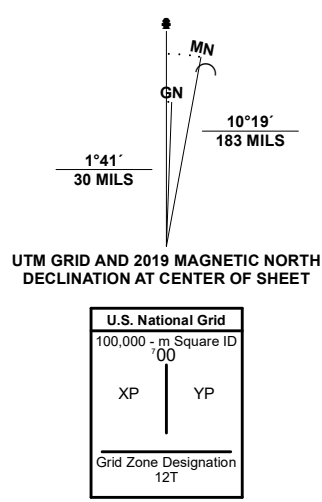 MN
GN
10°19´
183 MILS
1°41´
30 MILS
UTM GRID AND 2019 MAGNETIC NORTH
DECLINATION AT CENTER OF SHEET
U.S. National Grid
100,000 - m Square ID
⁷00
XP YP
Grid Zone Designation
12T